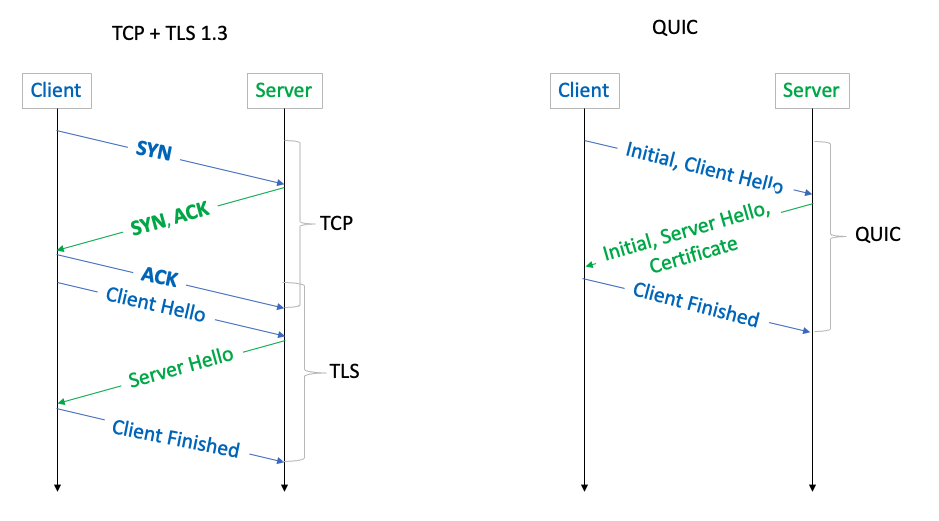 TCP + TLS 1.3
Client
Server
SYN
SYN, ACK
TCP
ACK
Client Hello
Server Hello
TLS
Client Finished
QUIC
Client
Server
Initial, Client Hello
Initial, Server Hello,
Certificate
QUIC
Client Finished